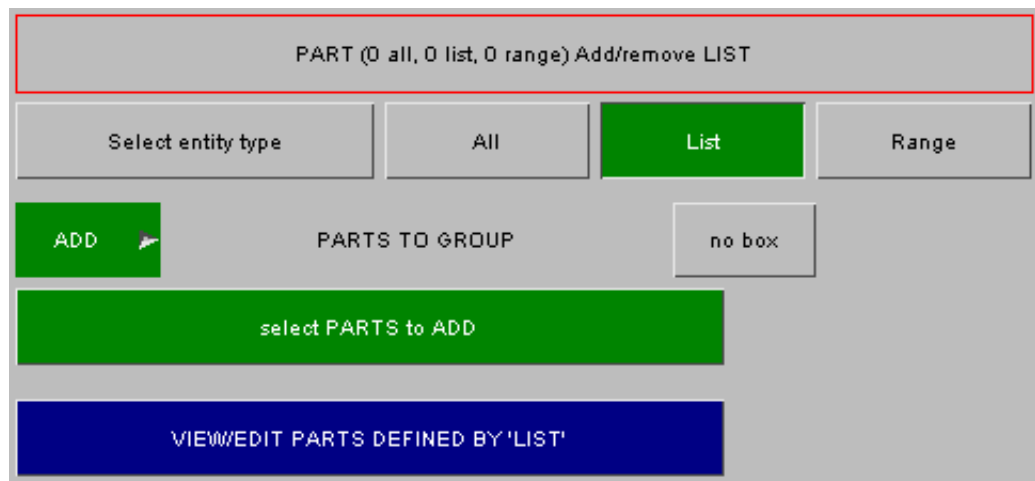 PART (0 all, 0 list, 0 range) Add/remove LIST
Select entity type All List Range
ADD PARTS TO GROUP no box
select PARTS to ADD
VIEW/EDIT PARTS DEFINED BY 'LIST'